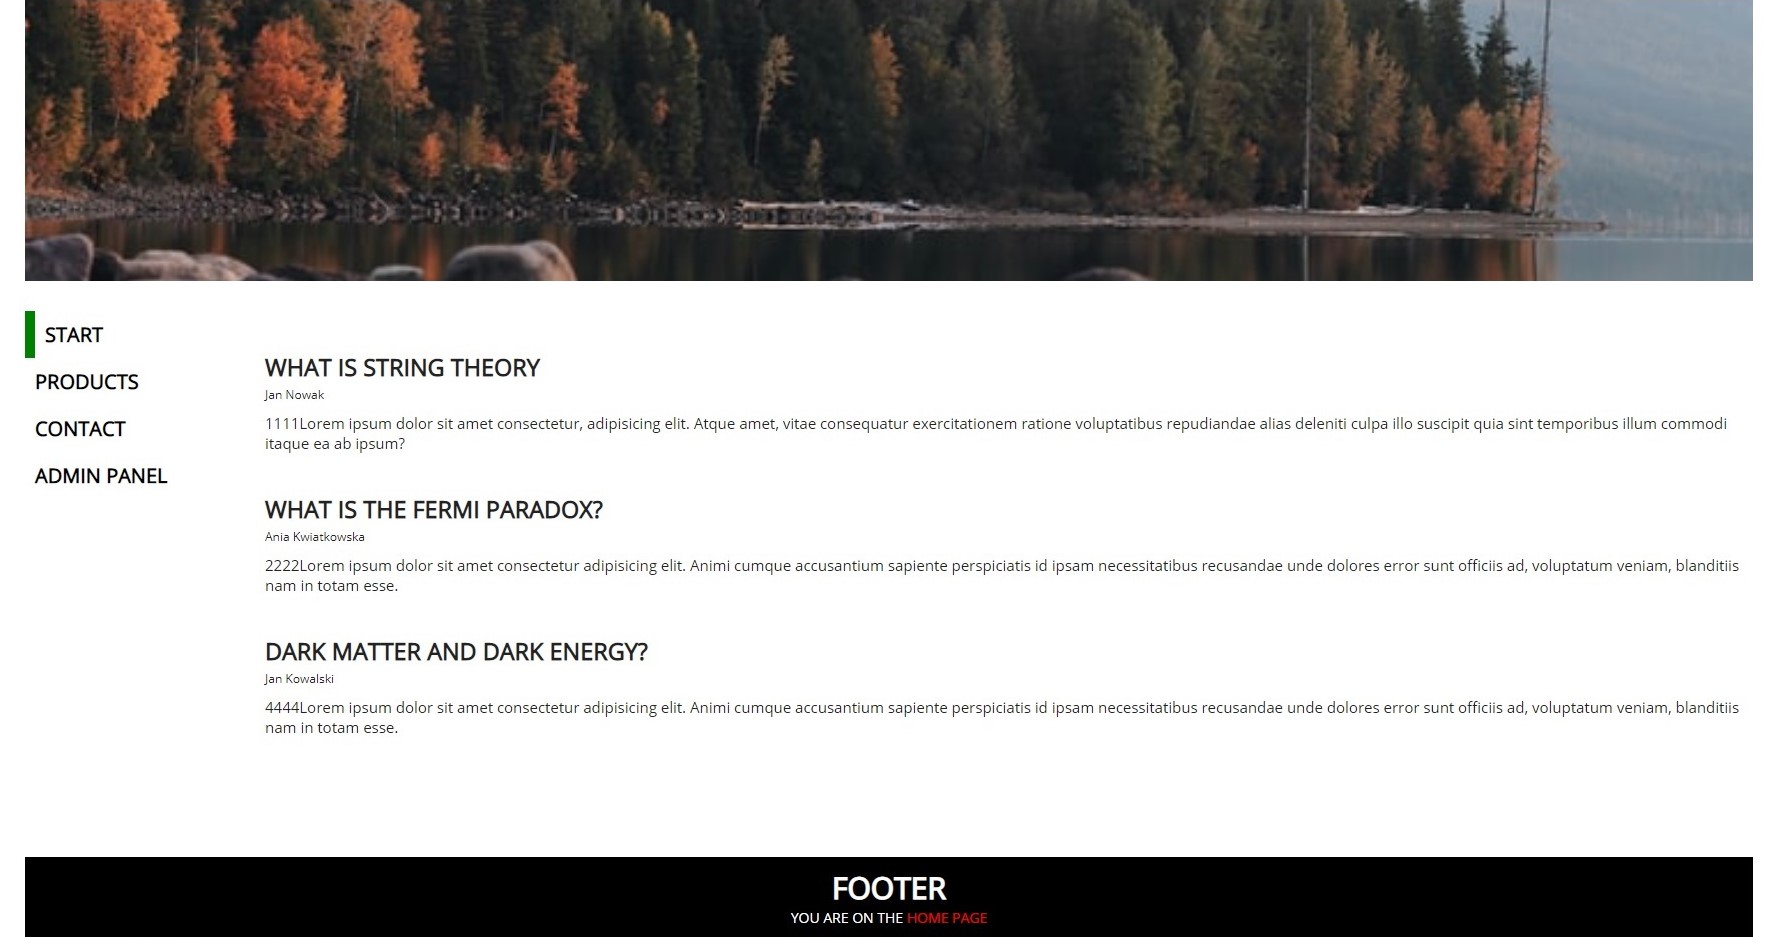 START
PRODUCTS
CONTACT
ADMIN PANEL
WHAT IS STRING THEORY
Jan Nowak
1111Lorem ipsum dolor sit amet consectetur, adipisicing elit. Atque amet, vitae consequatur exercitationem ratione voluptatibus repudiandae alias deleniti culpa illo suscipit quia sint temporibus illum commodi
itaque ea ab ipsum?
WHAT IS THE FERMI PARADOX?
Ania Kwiatkowska
2222Lorem ipsum dolor sit amet consectetur adipisicing elit. Animi cumque accusantium sapiente perspiciatis id ipsam necessitatibus recusandae unde dolores error sunt officiis ad, voluptatum veniam, blanditiis
nam in totam esse.
DARK MATTER AND DARK ENERGY?
Jan Kowalski
4444Lorem ipsum dolor sit amet consectetur adipisicing elit. Animi cumque accusantium sapiente perspiciatis id ipsam necessitatibus recusandae unde dolores error sunt officiis ad, voluptatum veniam, blanditiis
nam in totam esse.
FOOTER
YOU ARE ON THE HOME PAGE